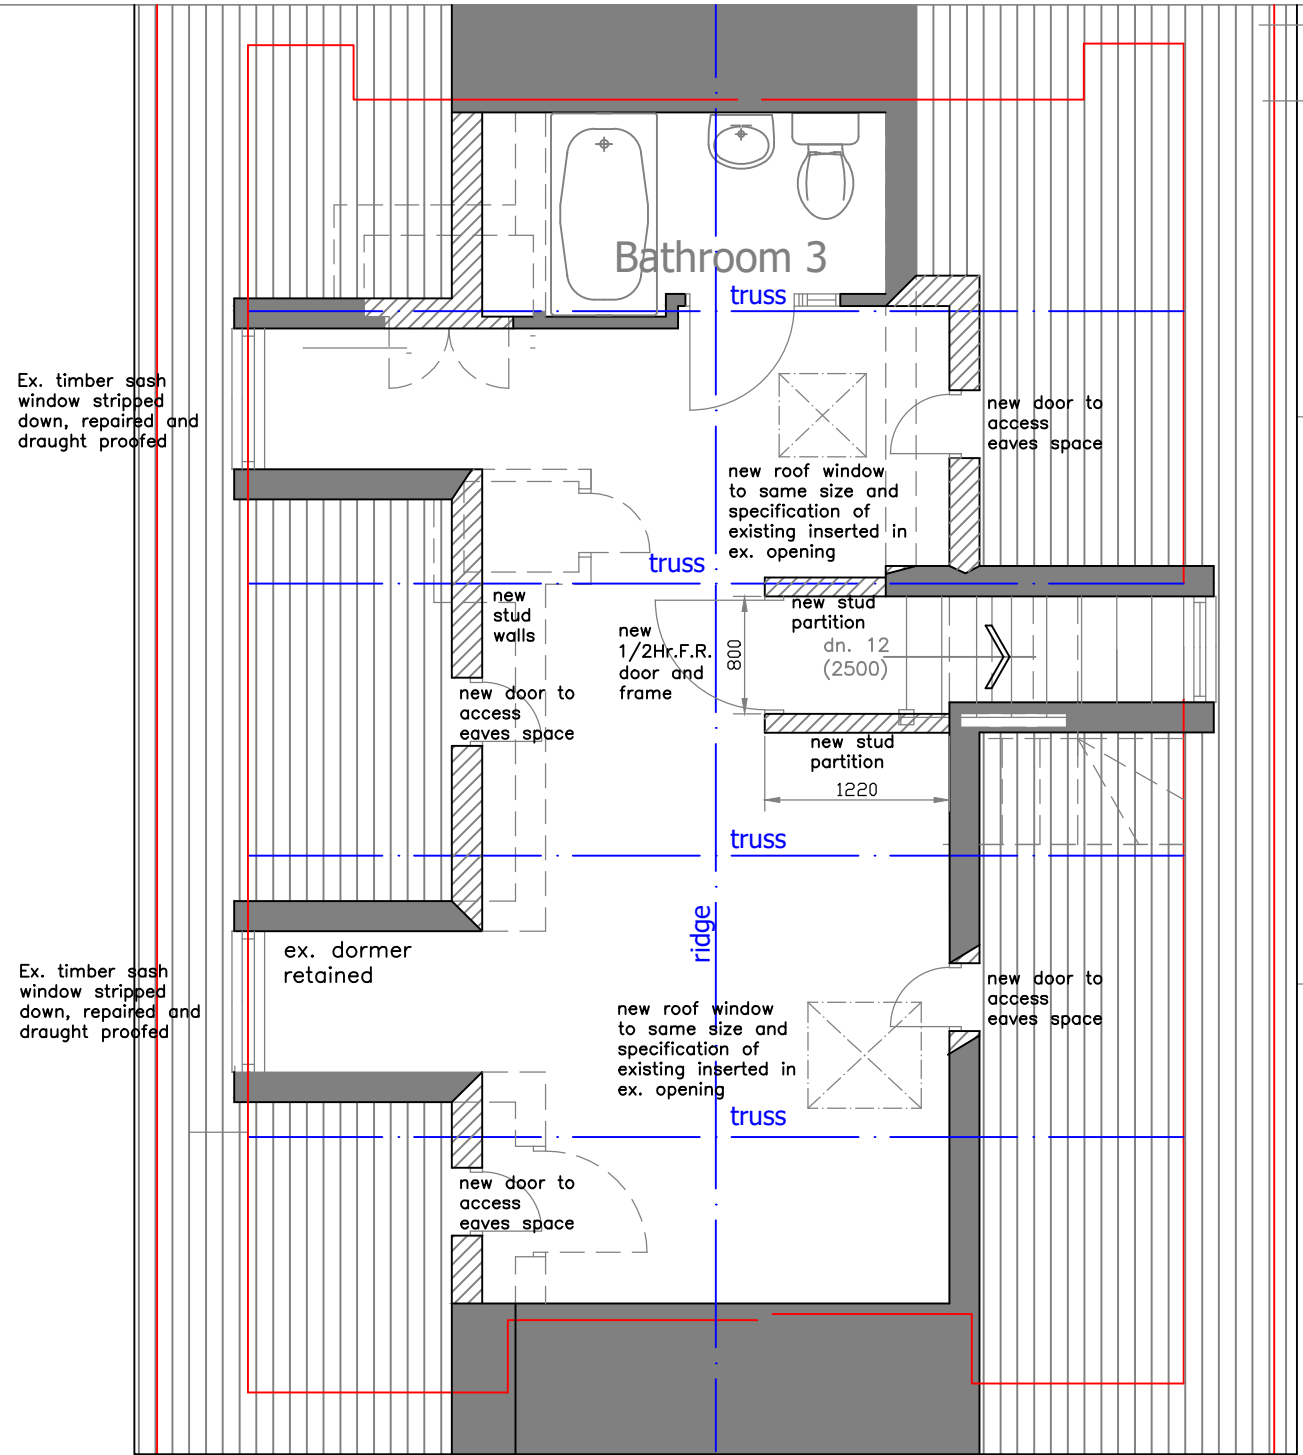 Bathroom 3
truss
Ex. timber sash
window stripped
down, repaired and
draught proofed
new door to
access
eaves space
new roof window
to same size and
specification of
existing inserted in
ex. opening
truss
new
stud
walls
new stud
partition
new
1/2Hr.F.R.
door and
frame
800
dn. 12
(2500)
new door to
access
eaves space
new stud
partition
1220
truss
ridge
ex. dormer
retained
Ex. timber sash
window stripped
down, repaired and
draught proofed
new door to
access
eaves space
new roof window
to same size and
specification of
existing inserted in
ex. opening
truss
new door to
access
eaves space